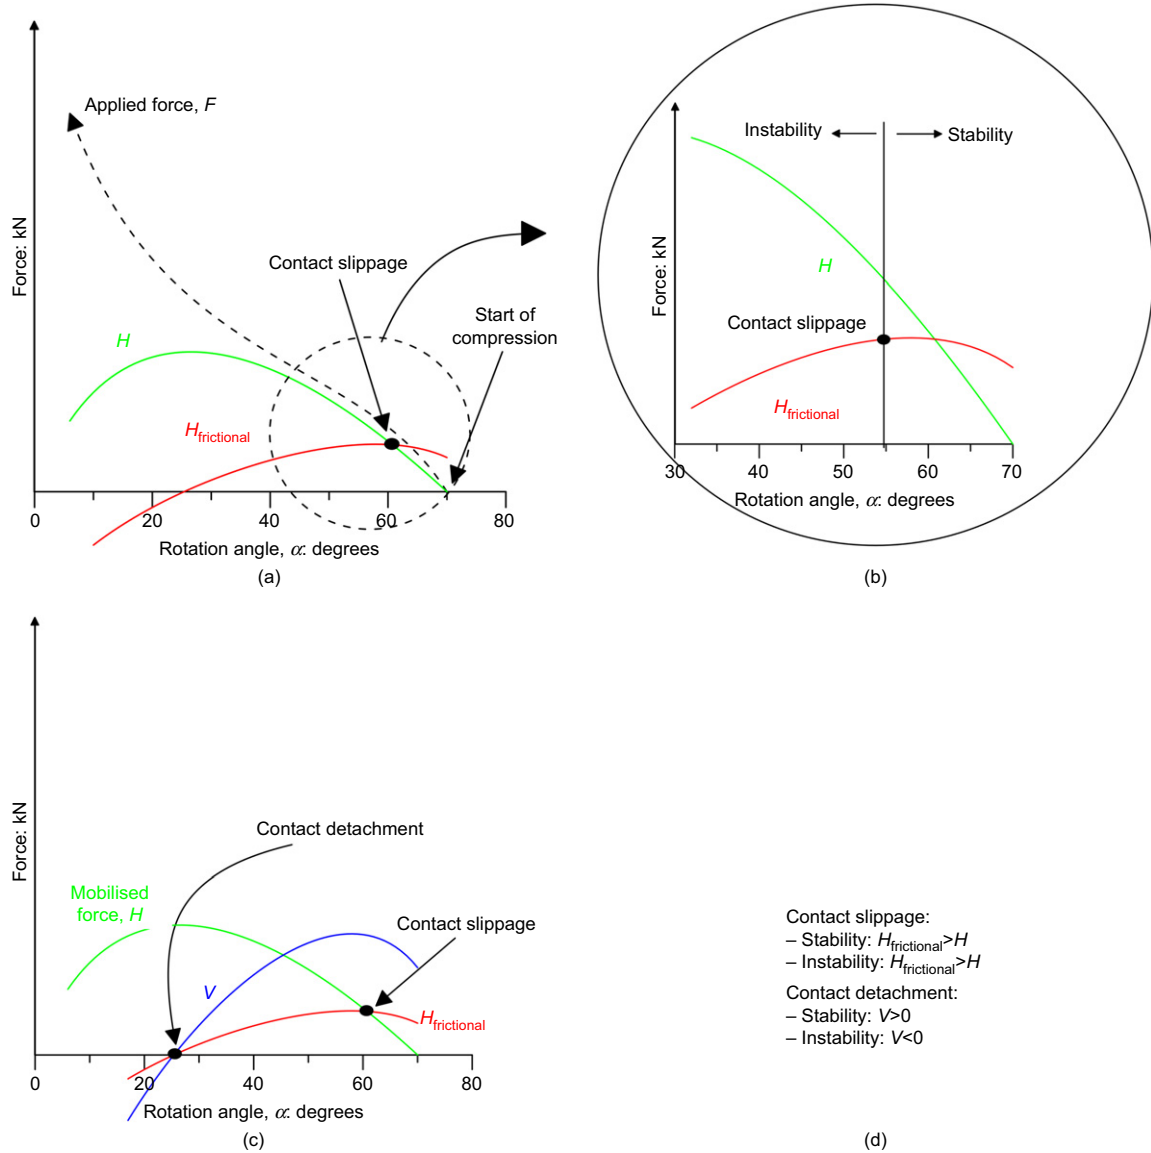 Applied force, F
Force: kN
Contact slippage
Start of
compression
H
Hfrictional
0
20
40
60
80
Rotation angle, α: degrees
(a)
Instability
Stability
Force: kN
H
Contact slippage
Hfrictional
30
40
50
60
70
Rotation angle, α: degrees
(b)
Force: kN
Contact detachment
Mobilised
force, H
Contact slippage
V
Hfrictional
0
20
40
60
80
Rotation angle, α: degrees
(c)
Contact slippage:
– Stability: Hfrictional>H
– Instability: Hfrictional>H
Contact detachment:
– Stability: V>0
– Instability: V<0
(d)